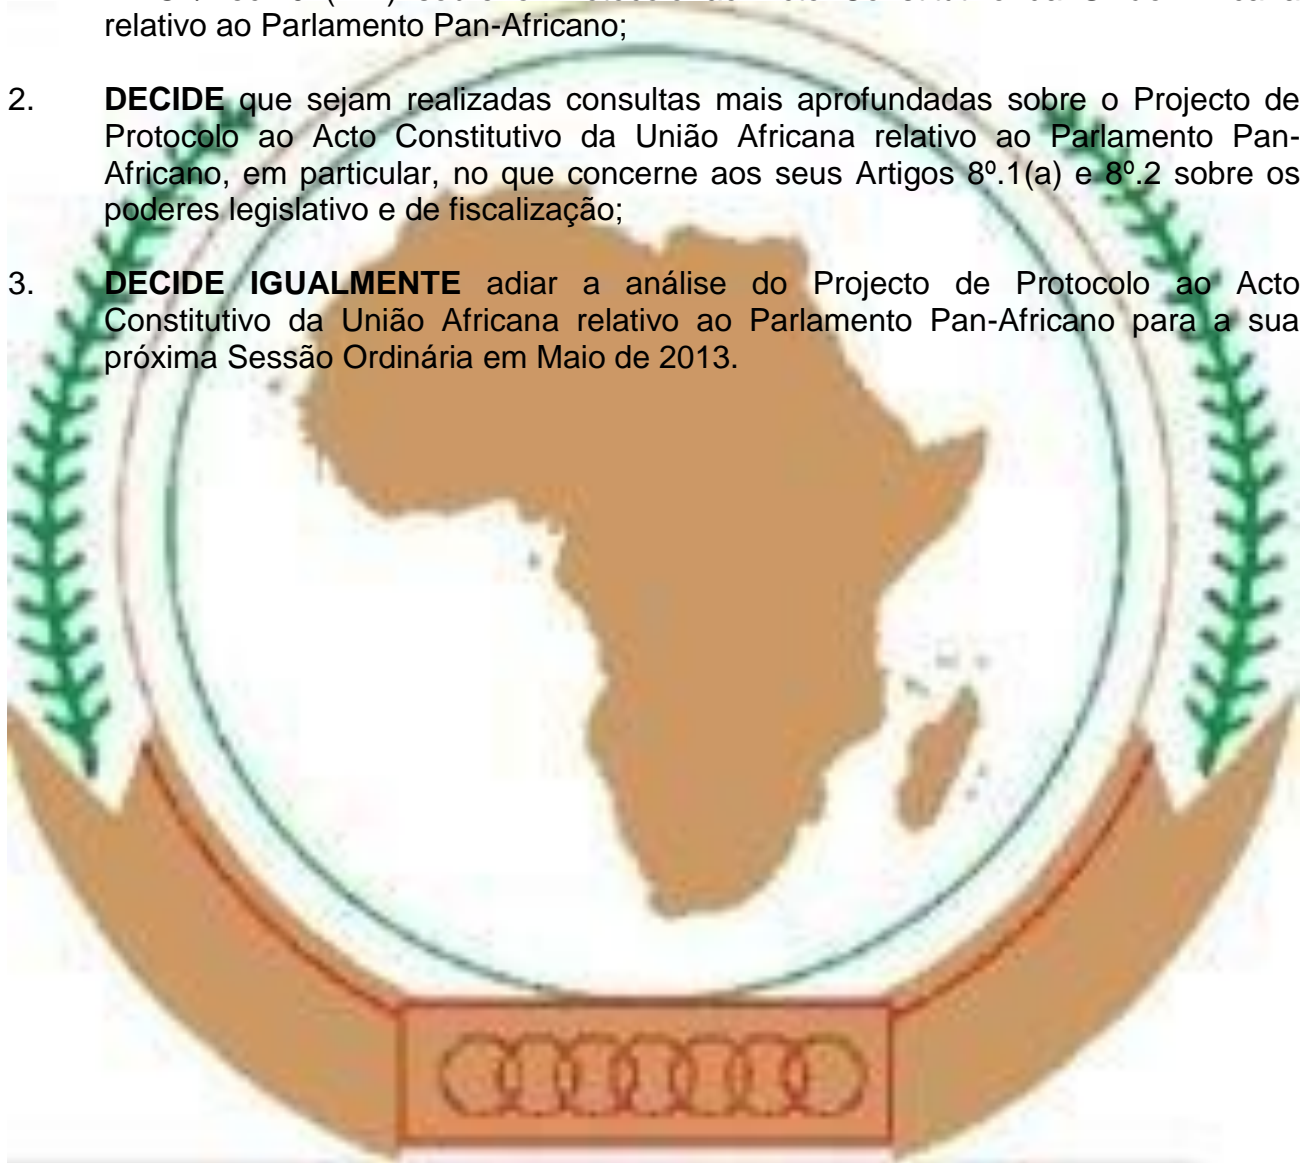 relativo ao Parlamento Pan-Africano;
2. DECIDE que sejam realizadas consultas mais aprofundadas sobre o Projecto de
Protocolo ao Acto Constitutivo da União Africana relativo ao Parlamento Pan-
Africano, em particular, no que concerne aos seus Artigos 8º.1(a) e 8º.2 sobre os
poderes legislativo e de fiscalização;
3. DECIDE IGUALMENTE adiar a análise do Projecto de Protocolo ao Acto
Constitutivo da União Africana relativo ao Parlamento Pan-Africano para a sua
próxima Sessão Ordinária em Maio de 2013.